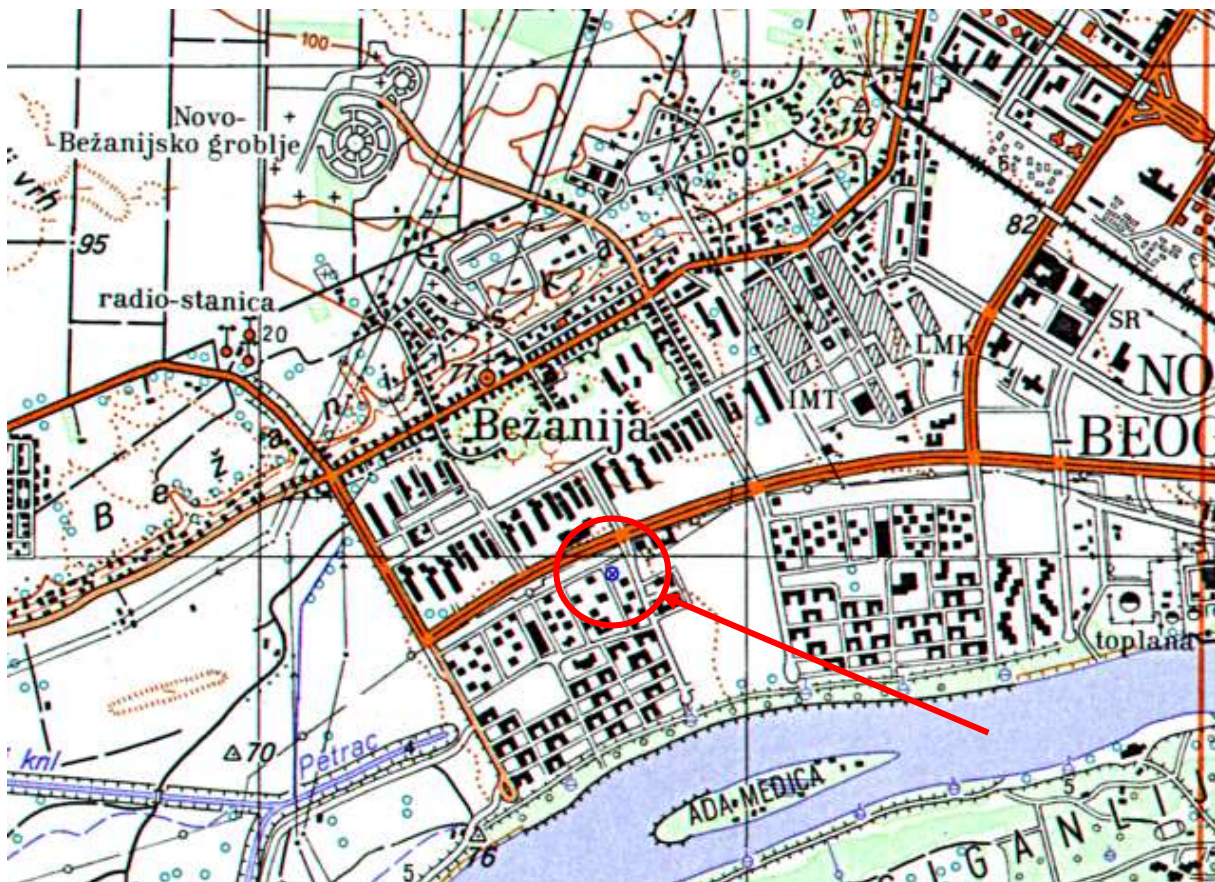 100
Novo-
Bežanijsko groblje
vrh
95
113
82
radio-stanica
20
SR
LMK
IMT
77
Bežanija
NO
BEOG
B e ž a n i j s k a
k o s a
toplana
70
Petrac
4
knl
ADA MEDICA
5
76
5
CIGANLI